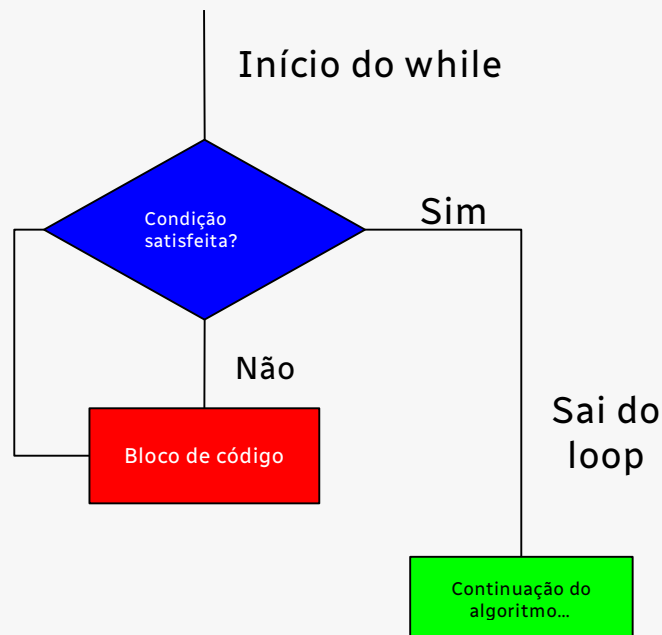 Início do while
Condição
satisfeita?
Sim
Não
Bloco de código
Sai do
loop
Continuação do
algoritmo...